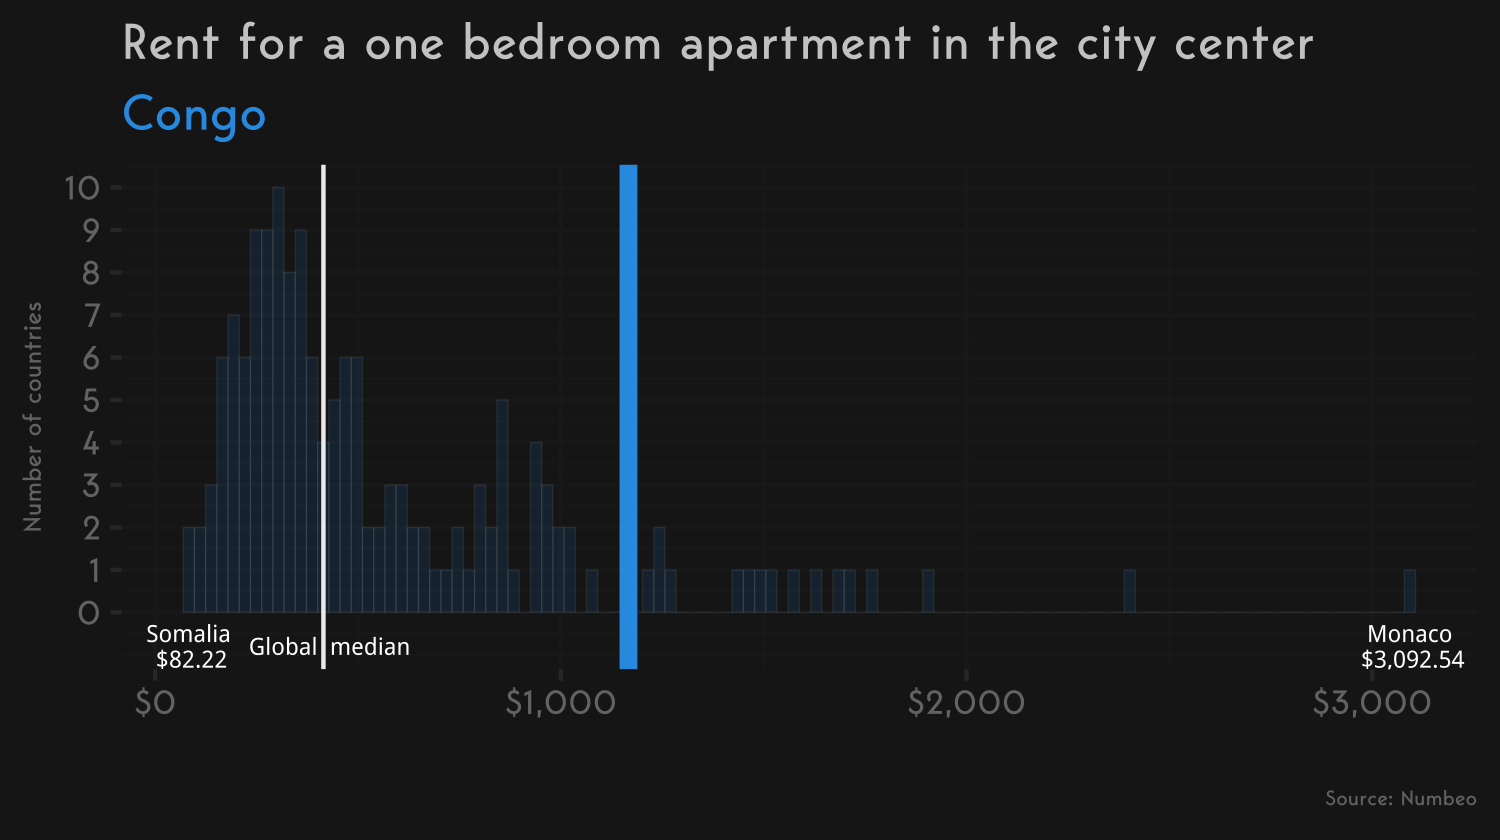 Rent for a one bedroom apartment in the city center
Congo
Number of countries
10
9
8
7
6
5
4
3
2
1
0
Somalia
$82.22
Global median
Monaco
$3,092.54
$0 $1,000 $2,000 $3,000
Source: Numbeo